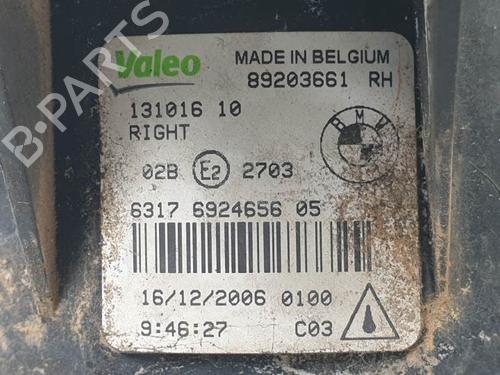 Valeo MADE IN BELGIUM
89203661 RH
131016 10
RIGHT
BMW
02B E2 2703
6317 6924656 05
16/12/2006 0100
9:46:27 C03
B-PARTS